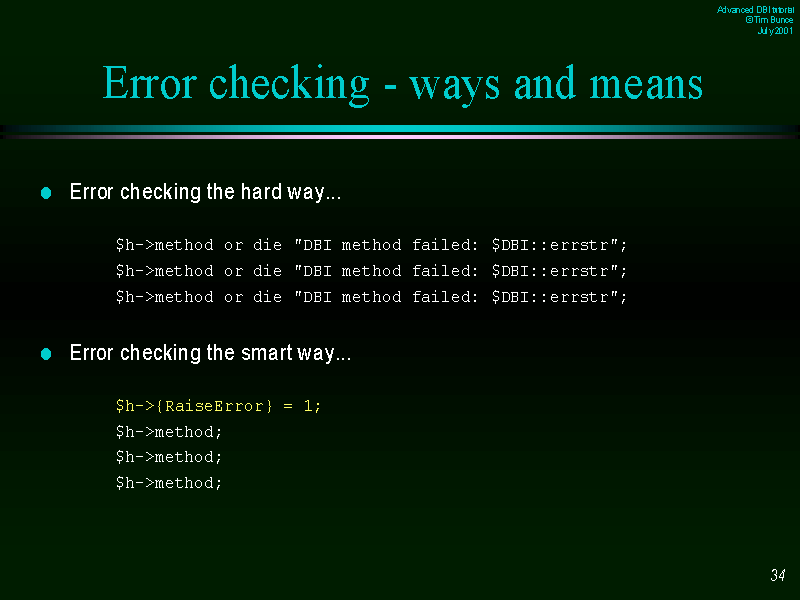 Advanced DBI tutorial
©Tim Bunce
July 2001
Error checking - ways and means
Error checking the hard way...
$h->method or die "DBI method failed: $DBI::errstr";
$h->method or die "DBI method failed: $DBI::errstr";
$h->method or die "DBI method failed: $DBI::errstr";
Error checking the smart way...
$h->{RaiseError} = 1;
$h->method;
$h->method;
$h->method;
34